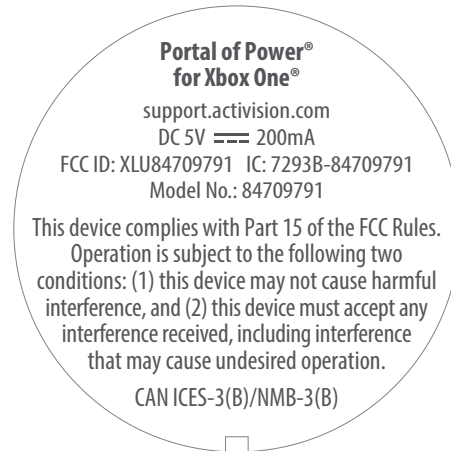 Portal of Power®
for Xbox One®
support.activision.com
DC 5V ⎓ 200mA
FCC ID: XLU84709791 IC: 7293B-84709791
Model No.: 84709791
This device complies with Part 15 of the FCC Rules.
Operation is subject to the following two
conditions: (1) this device may not cause harmful
interference, and (2) this device must accept any
interference received, including interference
that may cause undesired operation.
CAN ICES-3(B)/NMB-3(B)